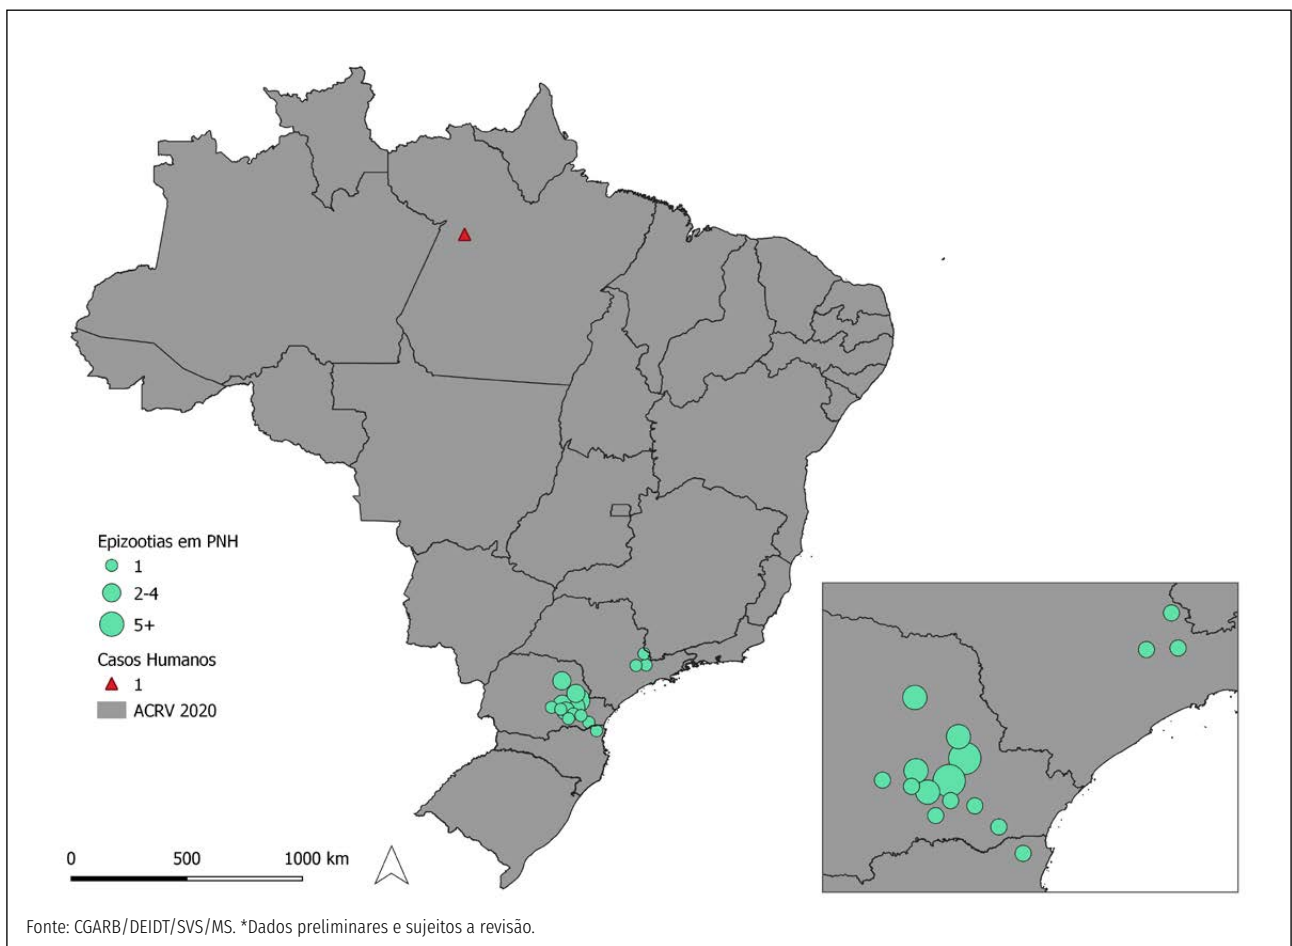 Epizootias em PNH
1
2-4
5+
Casos Humanos
1
ACRV 2020
0 500 1000 km
Fonte: CGARB/DEIDT/SVS/MS. *Dados preliminares e sujeitos a revisão.